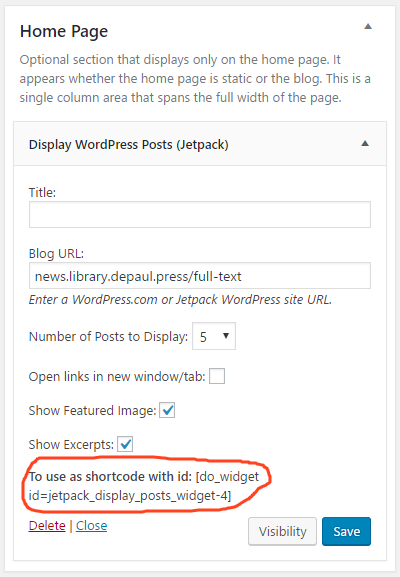 Home Page
Optional section that displays only on the home page. It
appears whether the home page is static or the blog. This is a
single column area that spans the full width of the page.
Display WordPress Posts (Jetpack)
Title:
Blog URL:
news.library.depaul.press/full-text
Enter a WordPress.com or Jetpack WordPress site URL.
Number of Posts to Display: 5
Open links in new window/tab:
Show Featured Image:
Show Excerpts:
To use as shortcode with id: [do_widget
id=jetpack_display_posts_widget-4]
Delete | Close Visibility Save